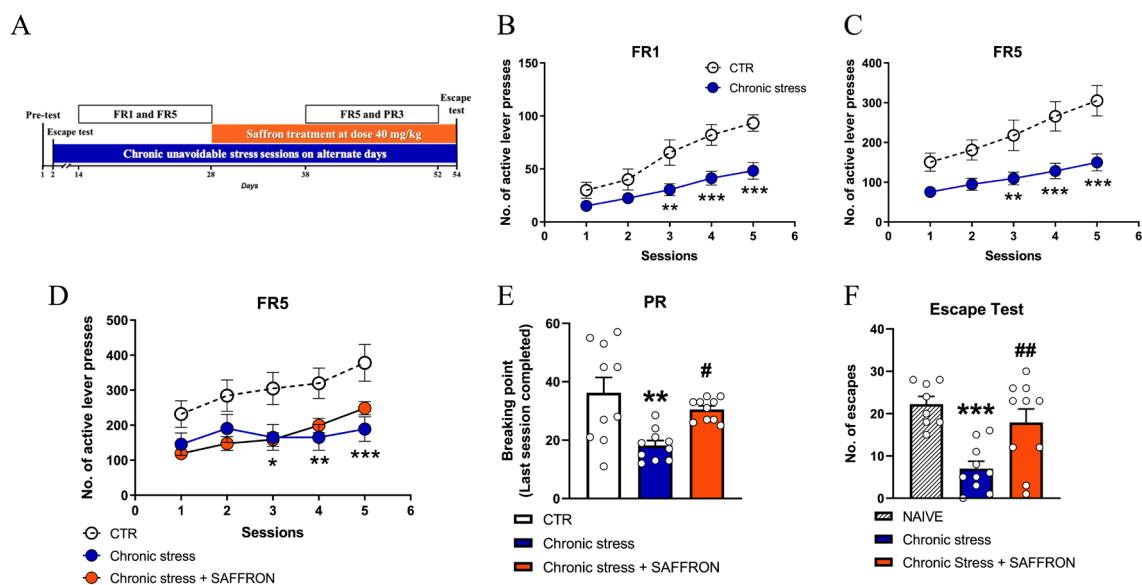 A
Pre-test
Escape test
FR1 and FR5
FR5 and PR3
Escape
test
Saffron treatment at dose 40 mg/kg
Chronic unavoidable stress sessions on alternate days
1 2 14 28 38 52 54
Days
B
FR1
No. of active lever presses
150
100
50
0
0 1 2 3 4 5 6
Sessions
CTR
Chronic stress
** *** ***
C
FR5
No. of active lever presses
400
300
200
100
0
0 1 2 3 4 5 6
Sessions
** *** ***
D
FR5
No. of active lever presses
500
400
300
200
100
0
0 1 2 3 4 5 6
Sessions
* ** ***
CTR
Chronic stress
Chronic stress + SAFFRON
E
PR
Breaking point
(Last session completed)
60
40
20
0
**
#
CTR
Chronic stress
Chronic stress + SAFFRON
F
Escape Test
No. of escapes
40
30
20
10
0
***
##
NAIVE
Chronic stress
Chronic Stress + SAFFRON